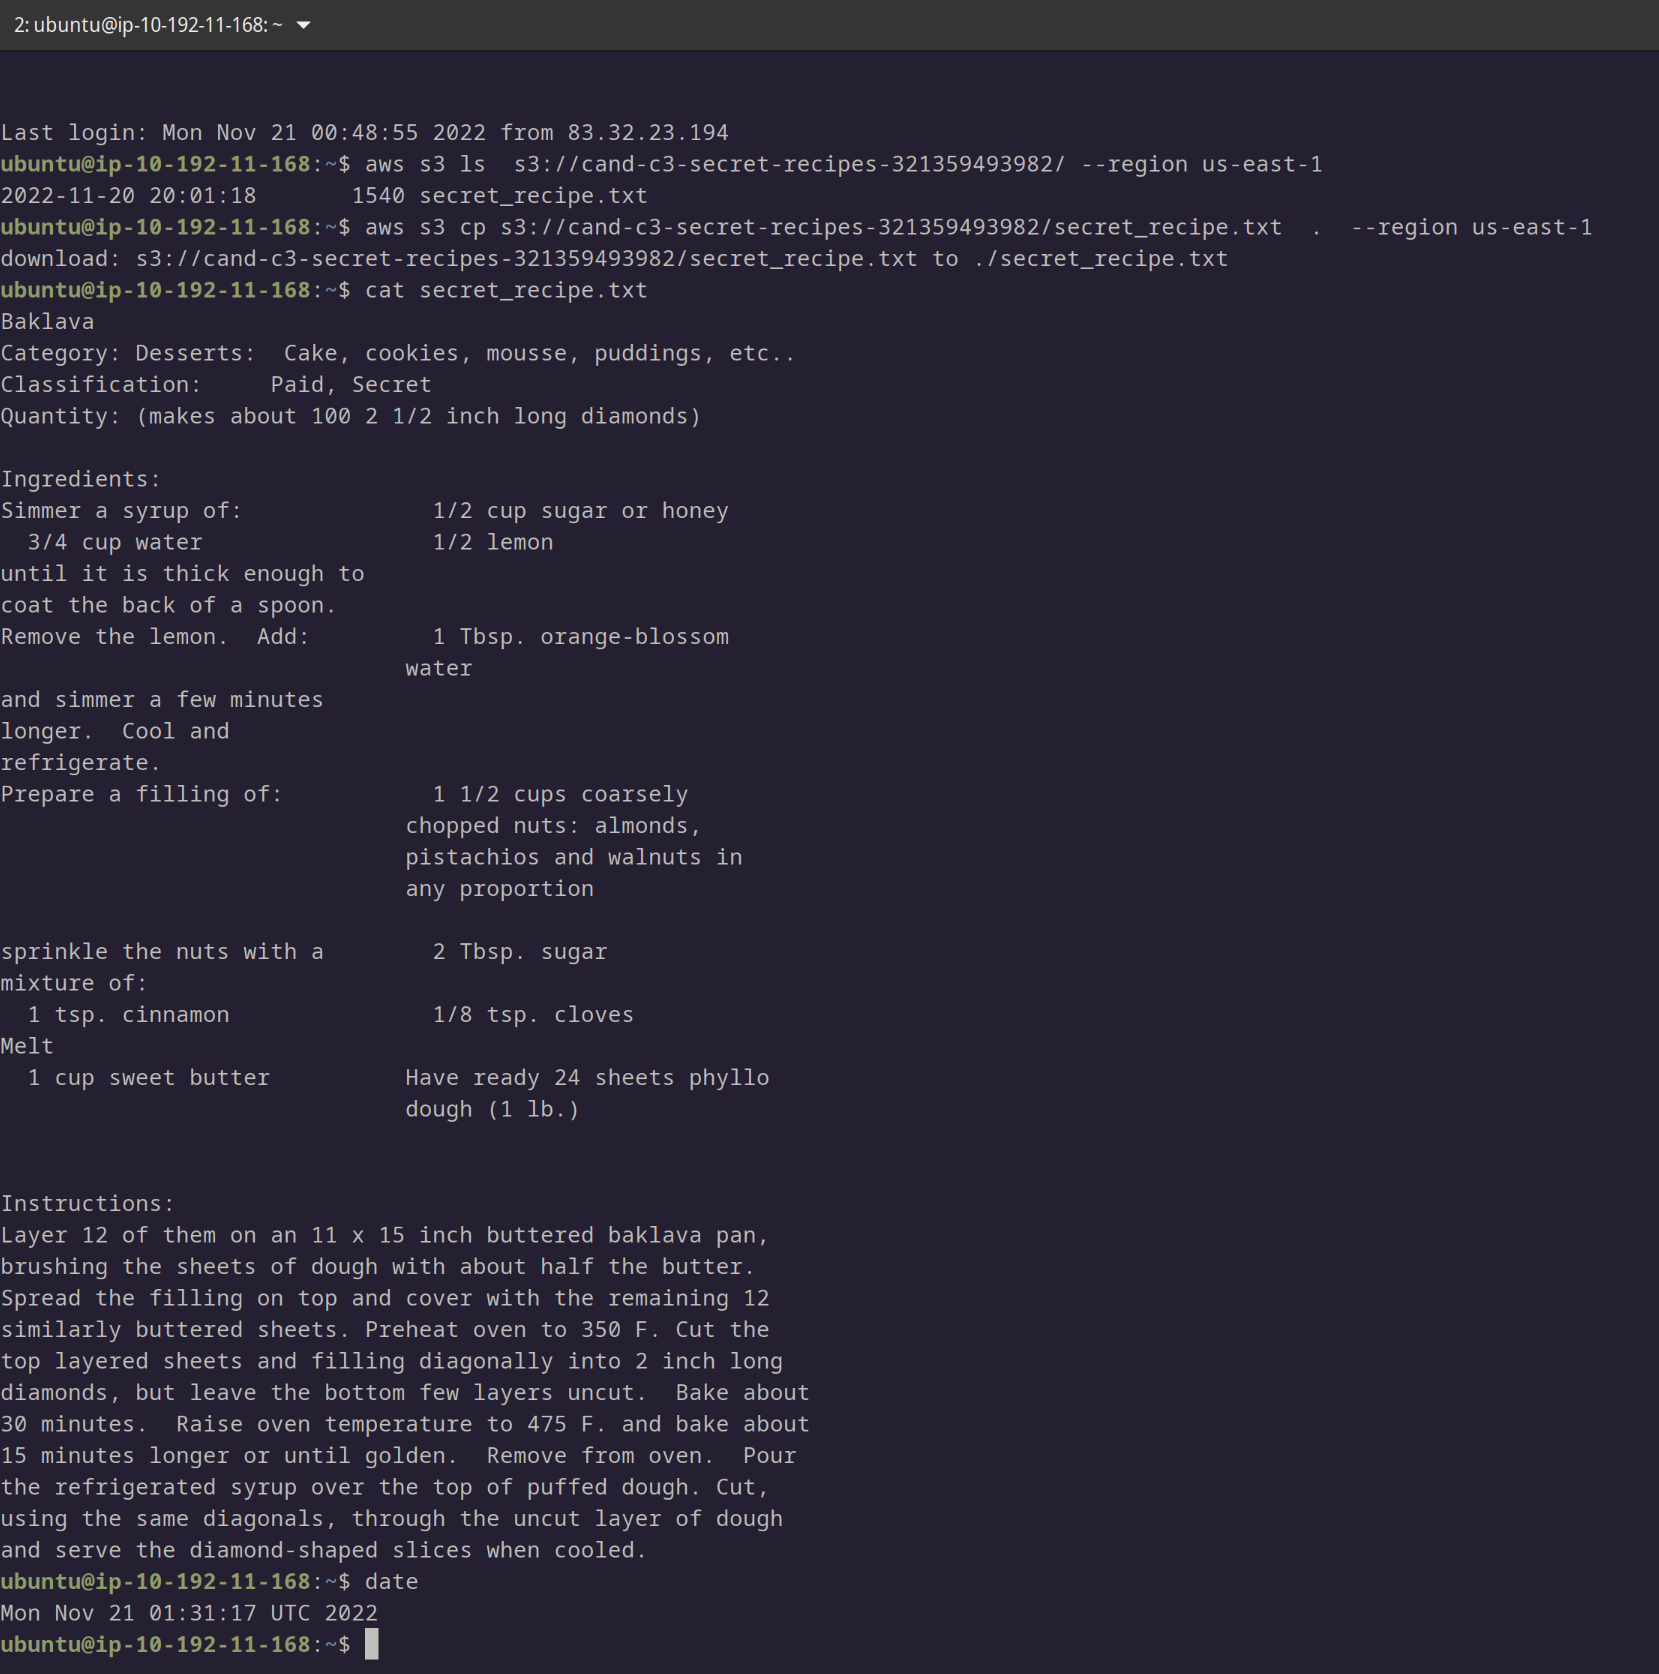 2: ubuntu@ip-10-192-11-168: ~
Last login: Mon Nov 21 00:48:55 2022 from 83.32.23.194
ubuntu@ip-10-192-11-168:~$ aws s3 ls  s3://cand-c3-secret-recipes-321359493982/ --region us-east-1
2022-11-20 20:01:18       1540 secret_recipe.txt
ubuntu@ip-10-192-11-168:~$ aws s3 cp s3://cand-c3-secret-recipes-321359493982/secret_recipe.txt  .  --region us-east-1
download: s3://cand-c3-secret-recipes-321359493982/secret_recipe.txt to ./secret_recipe.txt
ubuntu@ip-10-192-11-168:~$ cat secret_recipe.txt
Baklava
Category: Desserts:  Cake, cookies, mousse, puddings, etc..
Classification:     Paid, Secret
Quantity: (makes about 100 2 1/2 inch long diamonds)

Ingredients:
Simmer a syrup of:              1/2 cup sugar or honey
  3/4 cup water                 1/2 lemon
until it is thick enough to
coat the back of a spoon.
Remove the lemon.  Add:         1 Tbsp. orange-blossom
                              water
and simmer a few minutes
longer.  Cool and
refrigerate.
Prepare a filling of:           1 1/2 cups coarsely
                              chopped nuts: almonds,
                              pistachios and walnuts in
                              any proportion

sprinkle the nuts with a        2 Tbsp. sugar
mixture of:
  1 tsp. cinnamon               1/8 tsp. cloves
Melt
  1 cup sweet butter          Have ready 24 sheets phyllo
                              dough (1 lb.)

Instructions:
Layer 12 of them on an 11 x 15 inch buttered baklava pan,
brushing the sheets of dough with about half the butter.
Spread the filling on top and cover with the remaining 12
similarly buttered sheets. Preheat oven to 350 F. Cut the
top layered sheets and filling diagonally into 2 inch long
diamonds, but leave the bottom few layers uncut.  Bake about
30 minutes.  Raise oven temperature to 475 F. and bake about
15 minutes longer or until golden.  Remove from oven.  Pour
the refrigerated syrup over the top of puffed dough. Cut,
using the same diagonals, through the uncut layer of dough
and serve the diamond-shaped slices when cooled.
ubuntu@ip-10-192-11-168:~$ date
Mon Nov 21 01:31:17 UTC 2022
ubuntu@ip-10-192-11-168:~$